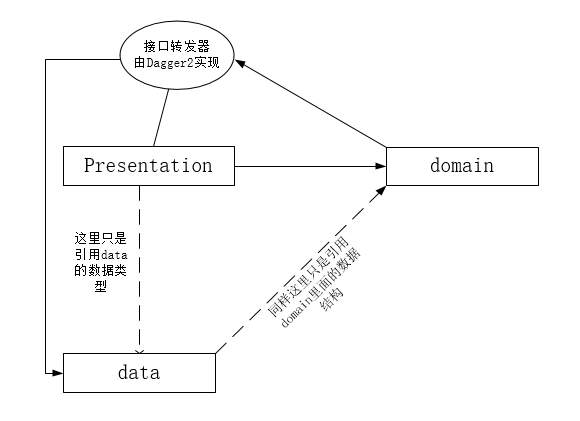 接口转发器
由Dagger2实现
Presentation
domain
这里只是
引用data
的数据类
型
同样这里只是引用
domain里面的数据
结构
data